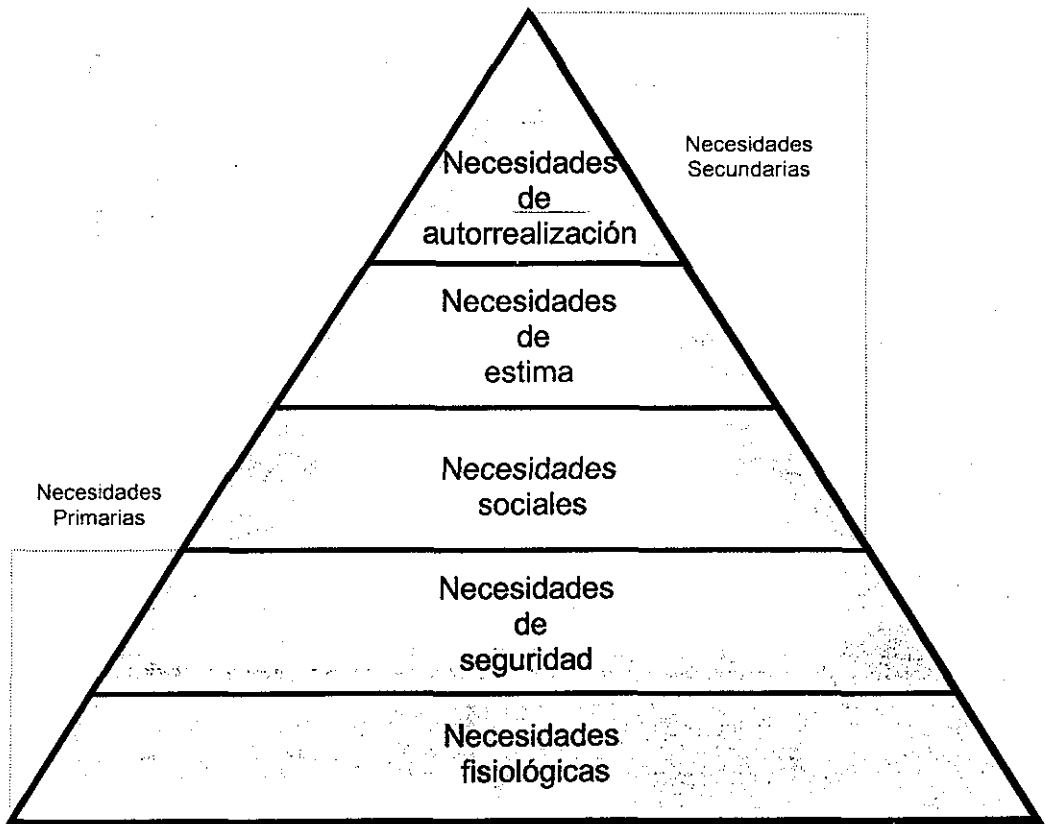 Necesidades
de
autorrealización
Necesidades
Secundarias
Necesidades
de
estima
Necesidades
sociales
Necesidades
Primarias
Necesidades
de
seguridad
Necesidades
fisiológicas